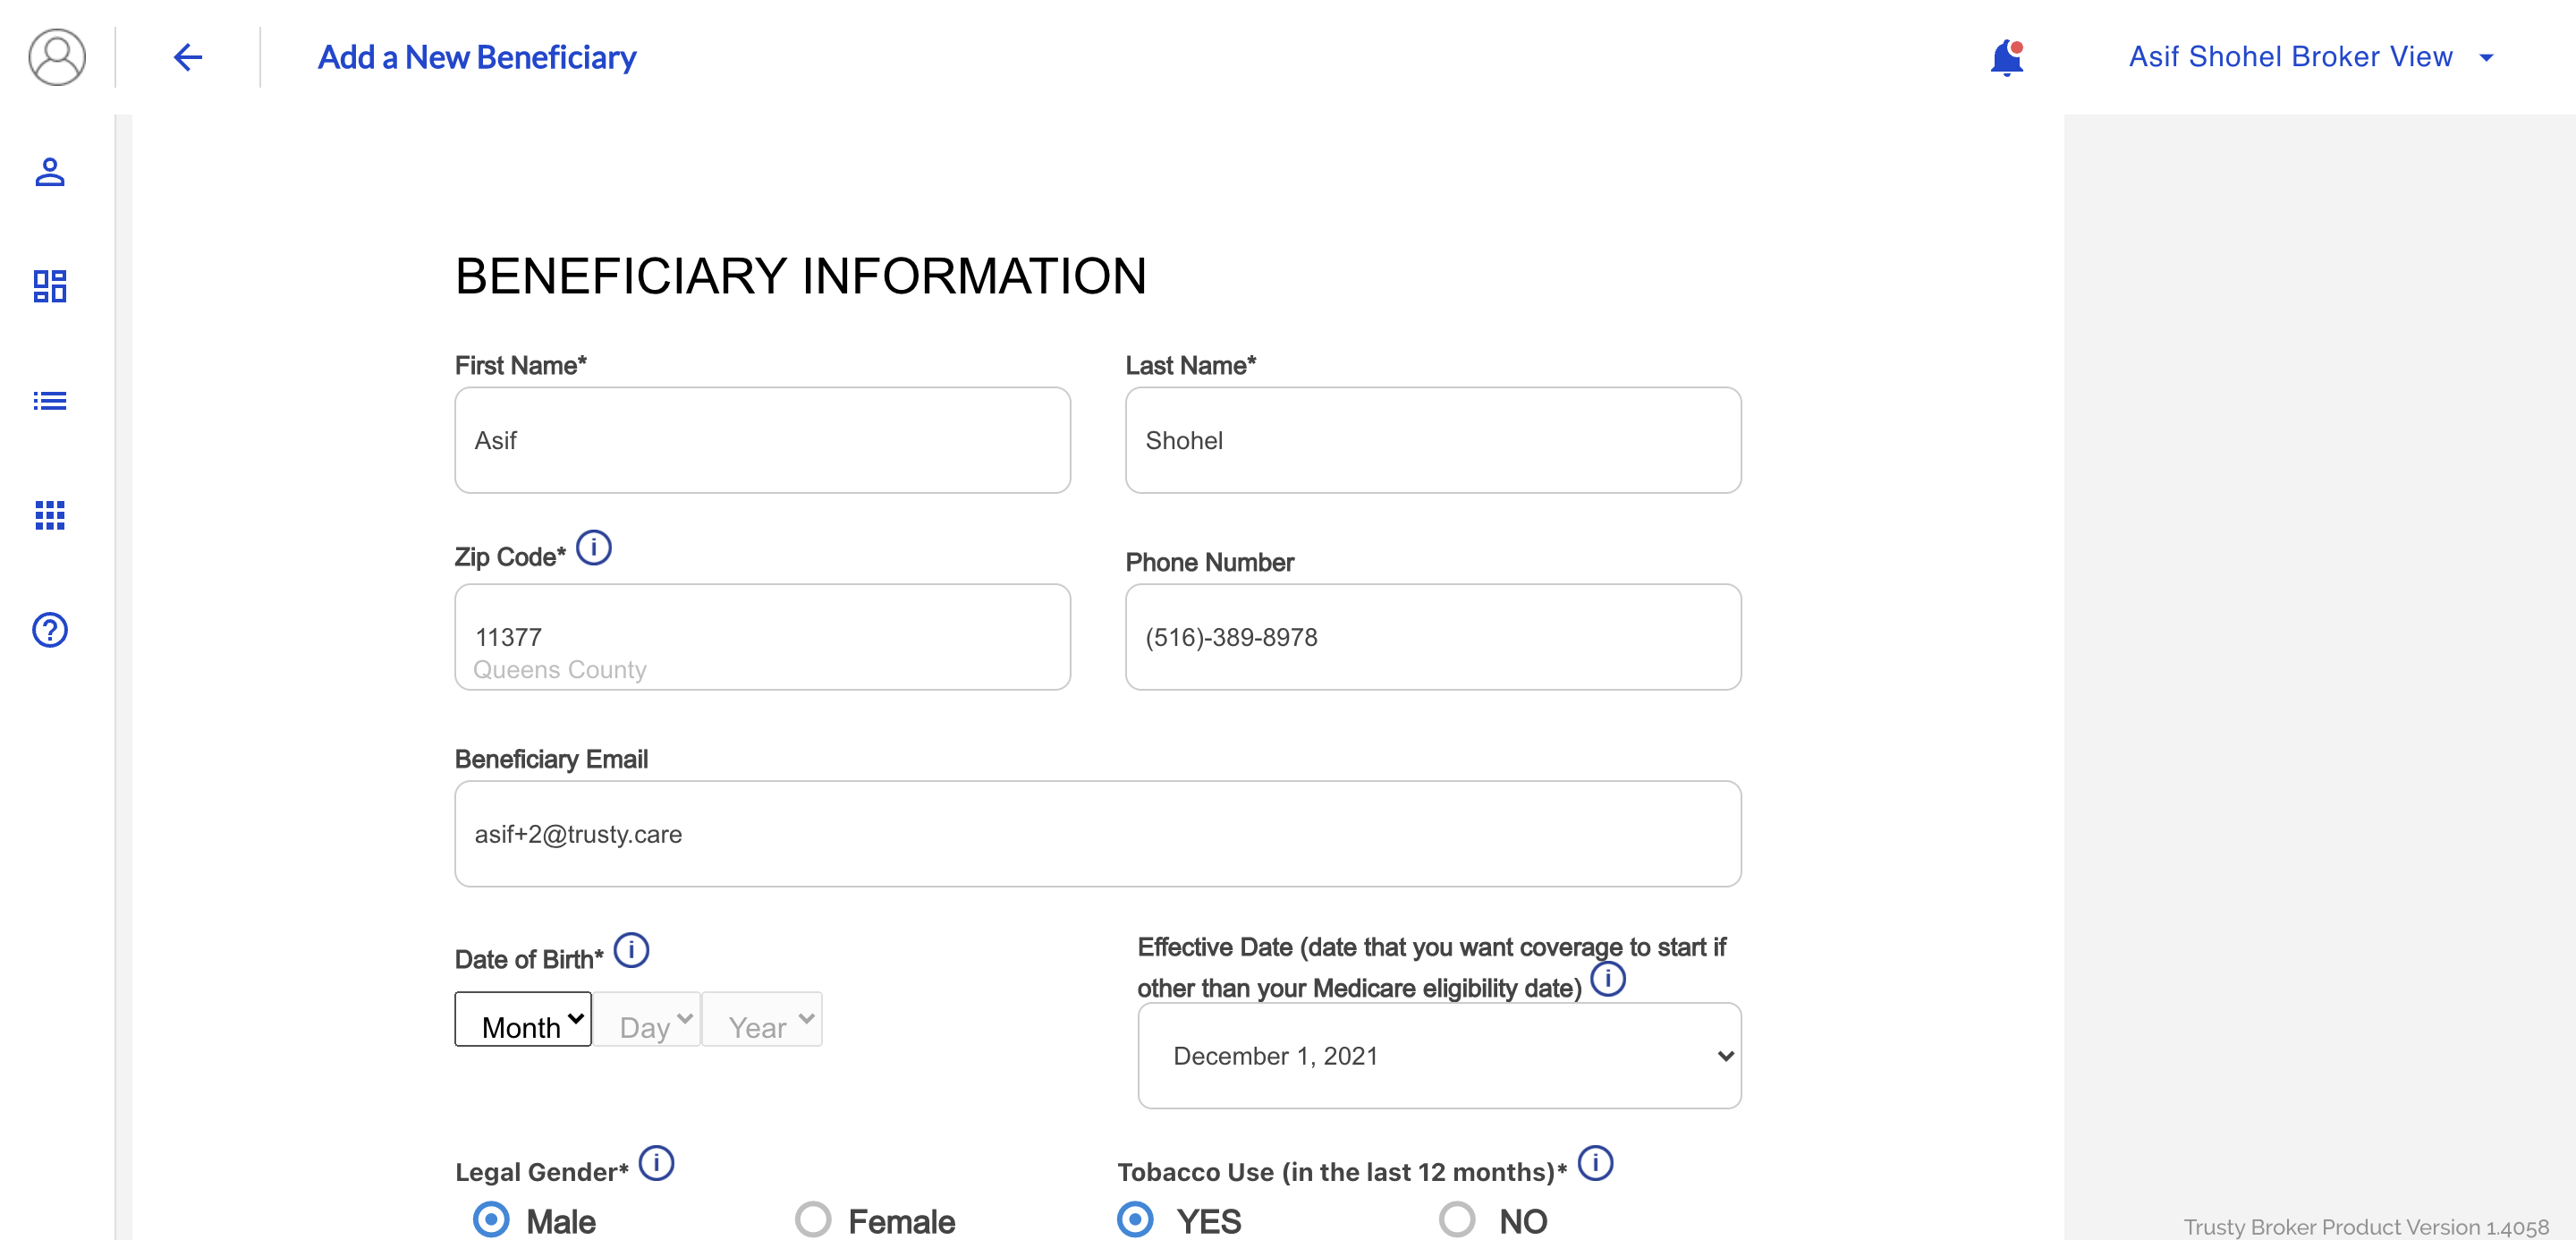 Add a New Beneficiary
Asif Shohel Broker View
BENEFICIARY INFORMATION
First Name*
Last Name*
Asif
Shohel
Zip Code*
Phone Number
11377
Queens County
(516)-389-8978
Beneficiary Email
asif+2@trusty.care
Date of Birth*
Effective Date (date that you want coverage to start if
other than your Medicare eligibility date)
Month
Day
Year
December 1, 2021
Legal Gender*
Tobacco Use (in the last 12 months)*
Male
Female
YES
NO
Trusty Broker Product Version 1.4058